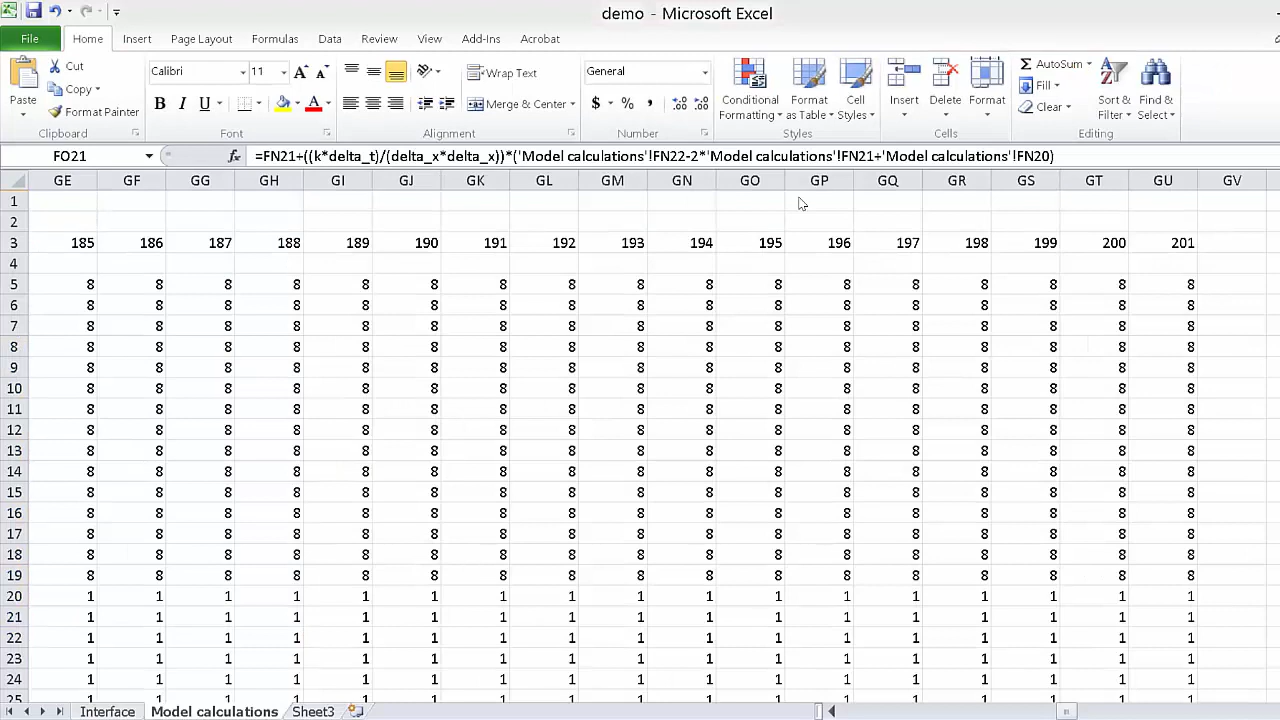 demo - Microsoft Excel
File Home Insert Page Layout Formulas Data Review View Add-Ins Acrobat
Cut
Copy
Format Painter
Paste
Clipboard
Calibri 11
B I U
Font
Wrap Text
Merge & Center
Alignment
General
$ % ,
Number
Conditional Formatting
Format as Table
Cell Styles
Styles
Insert Delete Format
Cells
Σ AutoSum
Fill
Clear
Sort & Filter
Find & Select
Editing
FO21 = fx =FN21+((k*delta_t)/(delta_x*delta_x))*('Model calculations'!FN22-2*'Model calculations'!FN21+'Model calculations'!FN20)
GE GF GG GH GI GJ GK GL GM GN GO GP GQ GR GS GT GU GV
1
2
3 185 186 187 188 189 190 191 192 193 194 195 196 197 198 199 200 201
4
5 8 8 8 8 8 8 8 8 8 8 8 8 8 8 8 8 8
6 8 8 8 8 8 8 8 8 8 8 8 8 8 8 8 8 8
7 8 8 8 8 8 8 8 8 8 8 8 8 8 8 8 8 8
8 8 8 8 8 8 8 8 8 8 8 8 8 8 8 8 8 8
9 8 8 8 8 8 8 8 8 8 8 8 8 8 8 8 8 8
10 8 8 8 8 8 8 8 8 8 8 8 8 8 8 8 8 8
11 8 8 8 8 8 8 8 8 8 8 8 8 8 8 8 8 8
12 8 8 8 8 8 8 8 8 8 8 8 8 8 8 8 8 8
13 8 8 8 8 8 8 8 8 8 8 8 8 8 8 8 8 8
14 8 8 8 8 8 8 8 8 8 8 8 8 8 8 8 8 8
15 8 8 8 8 8 8 8 8 8 8 8 8 8 8 8 8 8
16 8 8 8 8 8 8 8 8 8 8 8 8 8 8 8 8 8
17 8 8 8 8 8 8 8 8 8 8 8 8 8 8 8 8 8
18 8 8 8 8 8 8 8 8 8 8 8 8 8 8 8 8 8
19 8 8 8 8 8 8 8 8 8 8 8 8 8 8 8 8 8
20 1 1 1 1 1 1 1 1 1 1 1 1 1 1 1 1 1
21 1 1 1 1 1 1 1 1 1 1 1 1 1 1 1 1 1
22 1 1 1 1 1 1 1 1 1 1 1 1 1 1 1 1 1
23 1 1 1 1 1 1 1 1 1 1 1 1 1 1 1 1 1
24 1 1 1 1 1 1 1 1 1 1 1 1 1 1 1 1 1
25 1 1 1 1 1 1 1 1 1 1 1 1 1 1 1 1 1
Interface Model calculations Sheet3